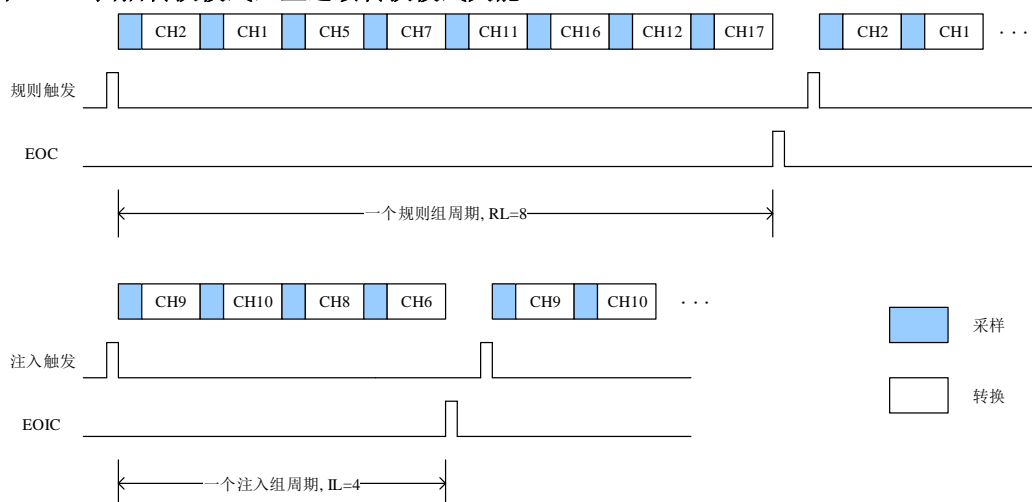 CH2 CH1 CH5 CH7 CH11 CH16 CH12 CH17 CH2 CH1 · · ·
规则触发
EOC
一个规则组周期, RL=8
CH9 CH10 CH8 CH6 CH9 CH10 · · ·
采样
注入触发
转换
EOIC
一个注入组周期, IL=4